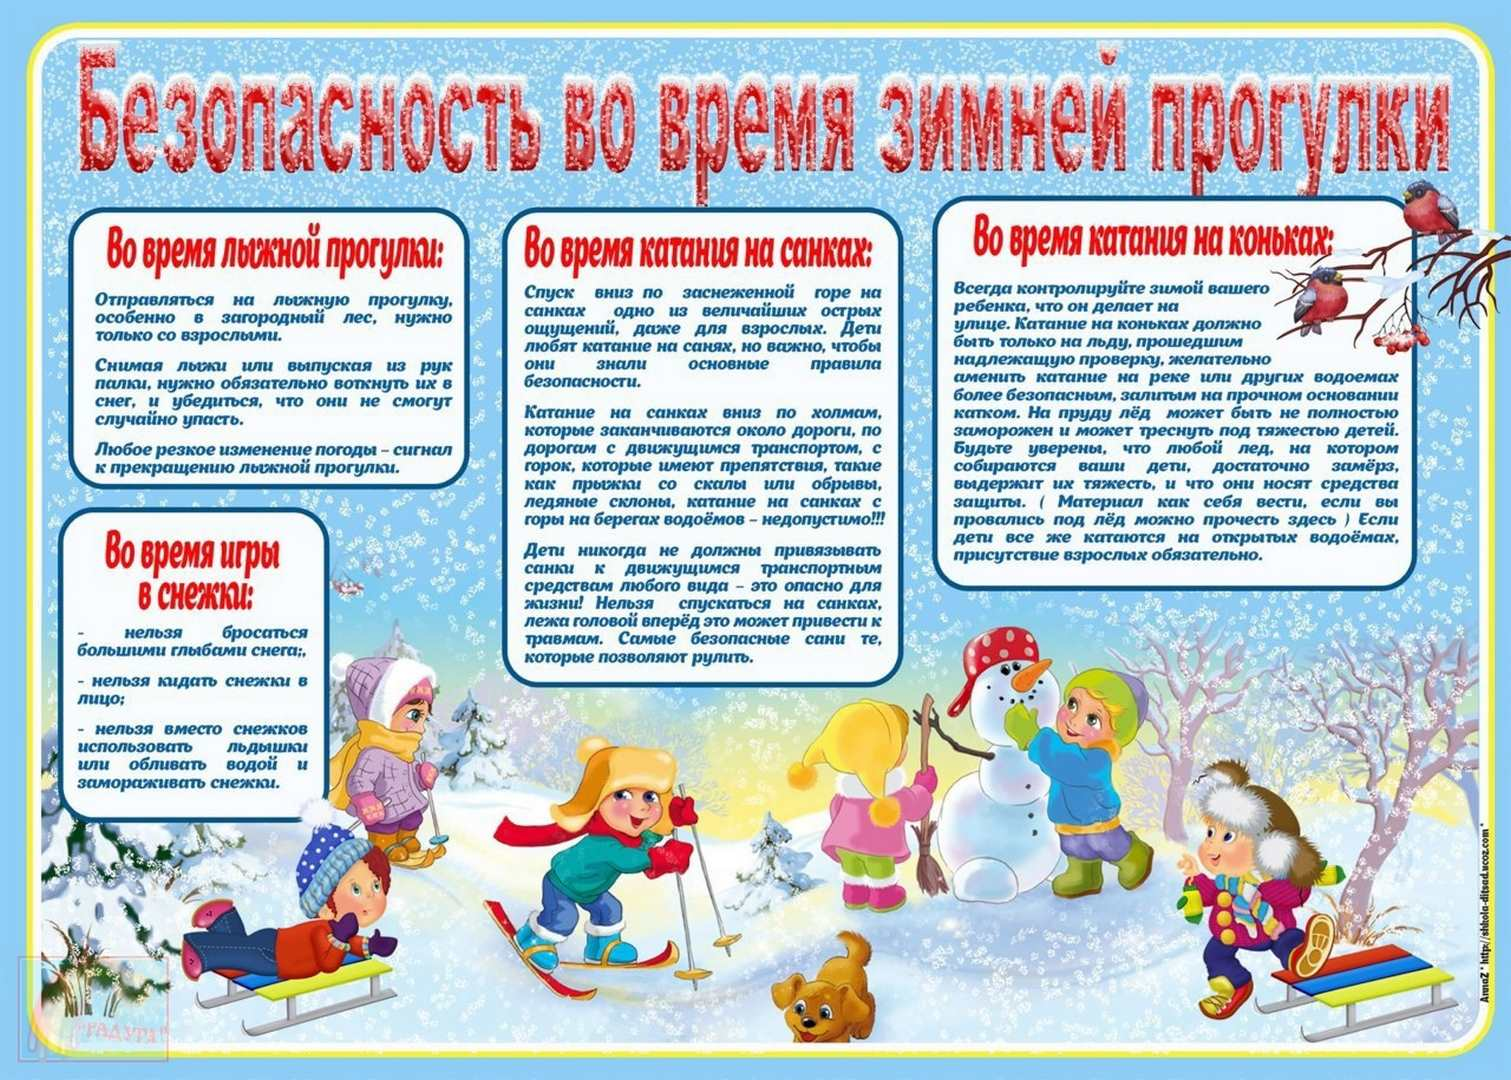 Безопасность во время зимней прогулки
Во время лыжной прогулки:
Отправляться на лыжную прогулку,
особенно в загородный лес, нужно
только со взрослыми.
Снимая лыжи или выпуская из рук
палки, нужно обязательно воткнуть их в
снег, и убедиться, что они не смогут
случайно упасть.
Любое резкое изменение погоды – сигнал
к прекращению лыжной прогулки.
Во время игры
в снежки:
- нельзя бросаться
большими глыбами снега;,
- нельзя кидать снежки в
лицо;
- нельзя вместо снежков
использовать льдышки
или обливать водой и
замораживать снежки.
Во время катания на санках:
Спуск вниз по заснеженной горе на
санках одно из величайших острых
ощущений, даже для взрослых. Дети
любят катание на санях, но важно, чтобы
они знали основные правила
безопасности.
Катание на санках вниз по холмам,
которые заканчиваются около дороги, по
дорогам с движущимся транспортом, с
горок, которые имеют препятствия, такие
как прыжки со скалы или обрывы,
ледяные склоны, катание на санках с
горы на берегах водоёмов – недопустимо!!!
Дети никогда не должны привязывать
санки к движущимся транспортным
средствам любого вида – это опасно для
жизни! Нельзя спускаться на санках,
лежа головой вперёд это может привести к
травмам. Самые безопасные сани те,
которые позволяют рулить.
Во время катания на коньках:
Всегда контролируйте зимой вашего
ребенка, что он делает на
улице. Катание на коньках должно
быть только на льду, прошедшим
надлежащую проверку, желательно
аменить катание на реке или других водоемах
более безопасным, залитым на прочном основании
катком. На пруду лёд может быть не полностью
заморожен и может треснуть под тяжестью детей.
Будьте уверены, что любой лед, на котором
собираются ваши дети, достаточно замёрз,
выдержит их тяжесть, и что они носят средства
защиты. ( Материал как себя вести, если вы
провались под лёд можно прочесть здесь ) Если
дети все же катаются на открытых водоёмах,
присутствие взрослых обязательно.
АннаZ * http://shkola-ditsad.ucoz.com *
"РАДУГА"